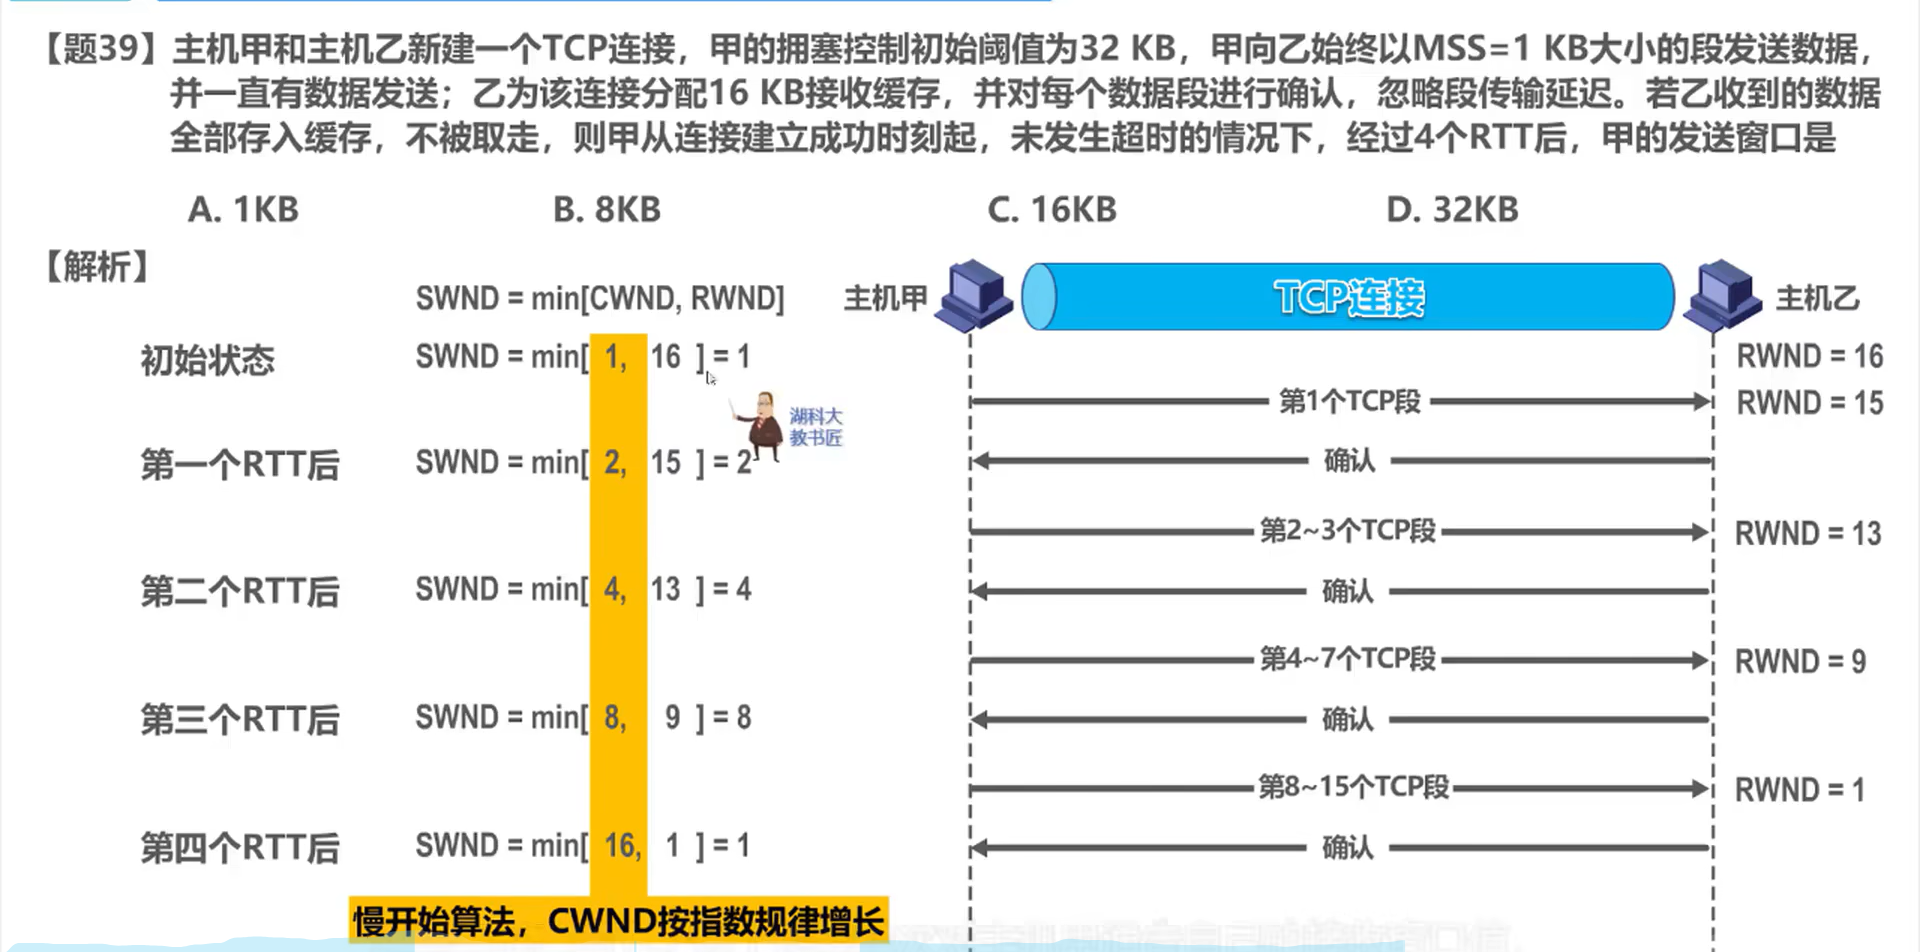 【题39】主机甲和主机乙新建一个TCP连接，甲的拥塞控制初始阈值为32 KB，甲向乙始终以MSS=1 KB大小的段发送数据，
并一直有数据发送；乙为该连接分配16 KB接收缓存，并对每个数据段进行确认，忽略段传输延迟。若乙收到的数据
全部存入缓存，不被取走，则甲从连接建立成功时刻起，未发生超时的情况下，经过4个RTT后，甲的发送窗口是
A. 1KB B. 8KB C. 16KB D. 32KB
【解析】
SWND = min[CWND, RWND] 主机甲 TCP连接 主机乙
初始状态 SWND = min[ 1, 16 ] = 1 RWND = 16
第1个TCP段 RWND = 15
湖科大
教书匠
第一个RTT后 SWND = min[ 2, 15 ] = 2 确认
第2~3个TCP段 RWND = 13
第二个RTT后 SWND = min[ 4, 13 ] = 4 确认
第4~7个TCP段 RWND = 9
第三个RTT后 SWND = min[ 8, 9 ] = 8 确认
第8~15个TCP段 RWND = 1
第四个RTT后 SWND = min[ 16, 1 ] = 1 确认
慢开始算法，CWND按指数规律增长